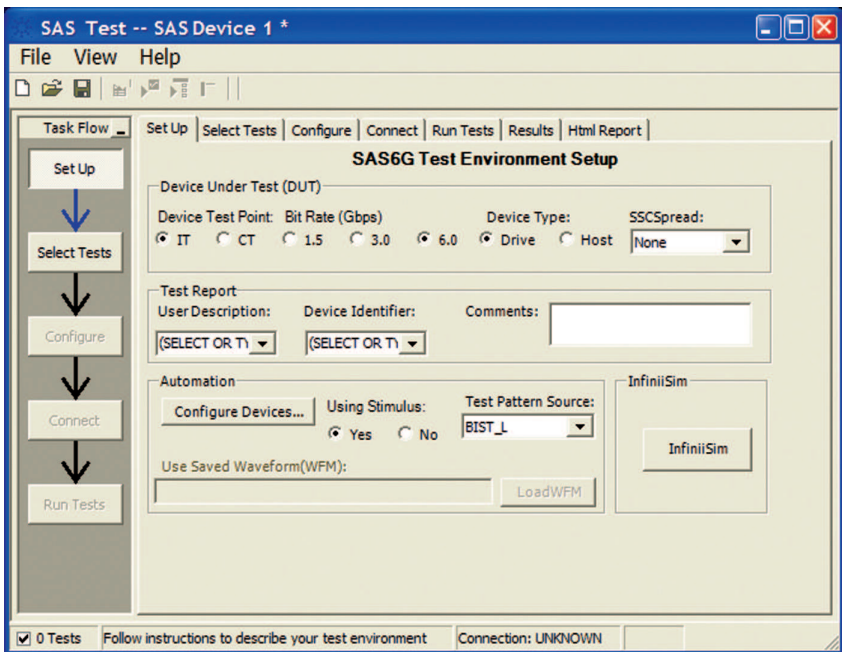 SAS Test -- SAS Device 1 *
File View Help
Task Flow
Set Up
Select Tests
Configure
Connect
Run Tests
Set Up Select Tests Configure Connect Run Tests Results Html Report
SAS6G Test Environment Setup
Device Under Test (DUT)
Device Test Point: Bit Rate (Gbps) Device Type: SSCSpread:
IT CT 1.5 3.0 6.0 Drive Host None
Test Report
User Description: Device Identifier: Comments:
(SELECT OR TY (SELECT OR TY
Automation
Configure Devices... Using Stimulus: Test Pattern Source:
Yes No BIST_L
Use Saved Waveform(WFM):
LoadWFM
InfiniiSim
InfiniiSim
0 Tests Follow instructions to describe your test environment Connection: UNKNOWN